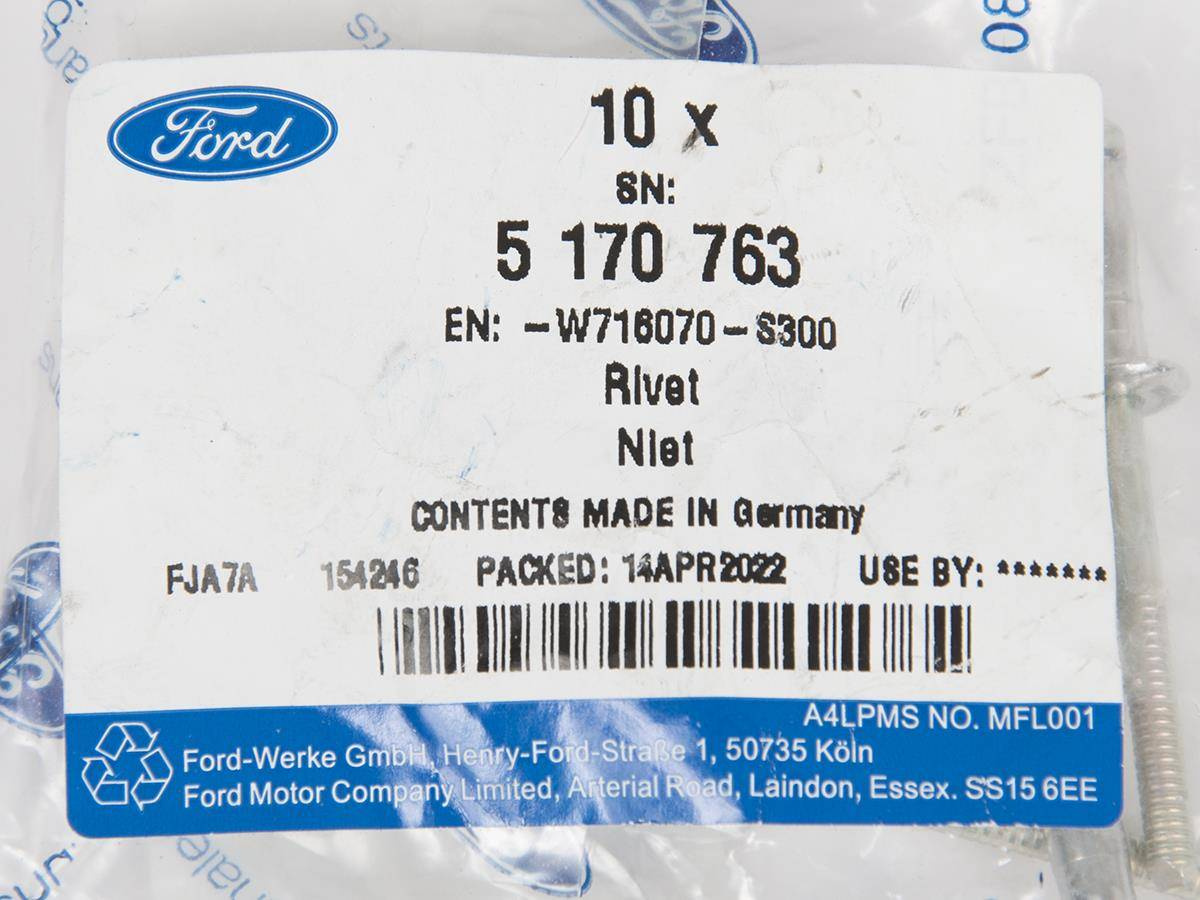 Ford
10 x
SN:
5 170 763
EN: -W716070-S300
Rivet
Niet
CONTENTS MADE IN Germany
FJA7A 154246 PACKED: 14APR2022 USE BY: *******
A4LPMS NO. MFL001
Ford-Werke GmbH, Henry-Ford-Straße 1, 50735 Köln
Ford Motor Company Limited, Arterial Road, Laindon, Essex. SS15 6EE